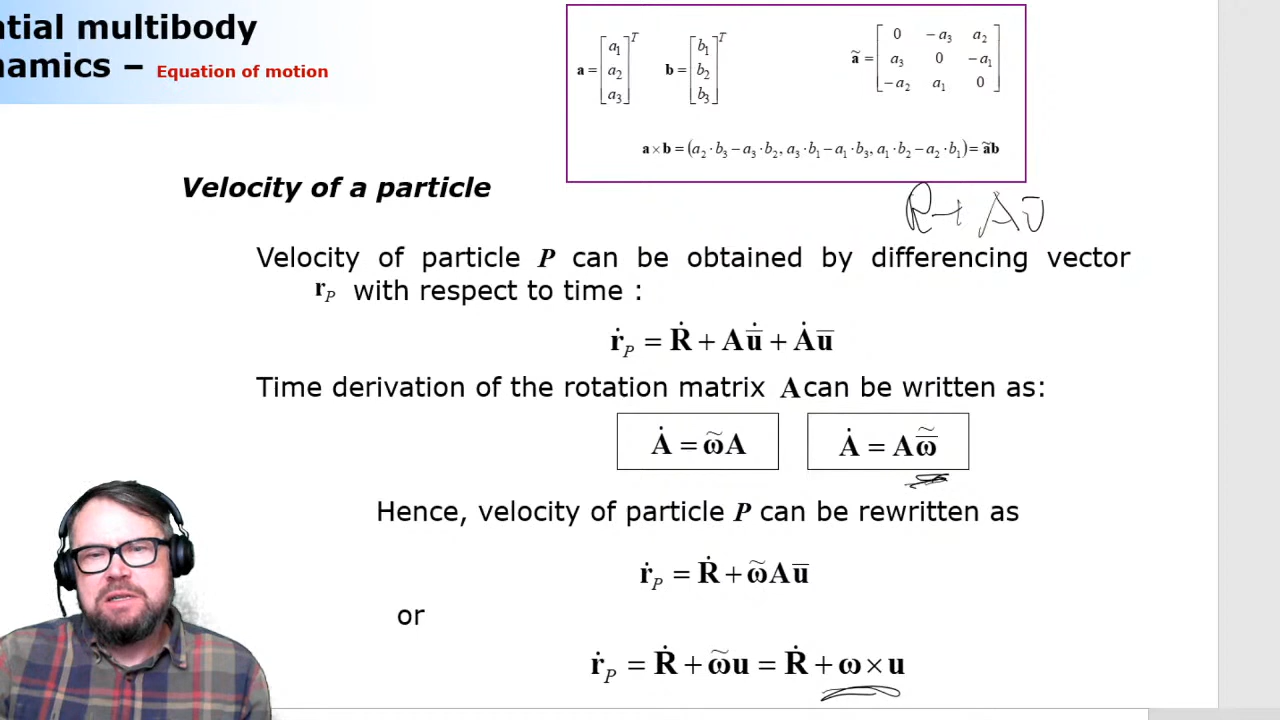 atial multibody
namics – Equation of motion
a = [a₁ a₂ a₃]ᵀ b = [b₁ b₂ b₃]ᵀ ã = [0 −a₃ a₂; a₃ 0 −a₁; −a₂ a₁ 0]
a×b = (a₂·b₃−a₃·b₂, a₃·b₁−a₁·b₃, a₁·b₂−a₂·b₁) = ãb
Velocity of a particle
R + Aū
Velocity of particle P can be obtained by differencing vector
r_P with respect to time :
ṙ_P = Ṙ + Au̅̇ + Ȧu̅
Time derivation of the rotation matrix A can be written as:
Ȧ = ω̃A Ȧ = Aω̅̃
Hence, velocity of particle P can be rewritten as
ṙ_P = Ṙ + ω̃Au̅
or
ṙ_P = Ṙ + ω̃u = Ṙ + ω×u